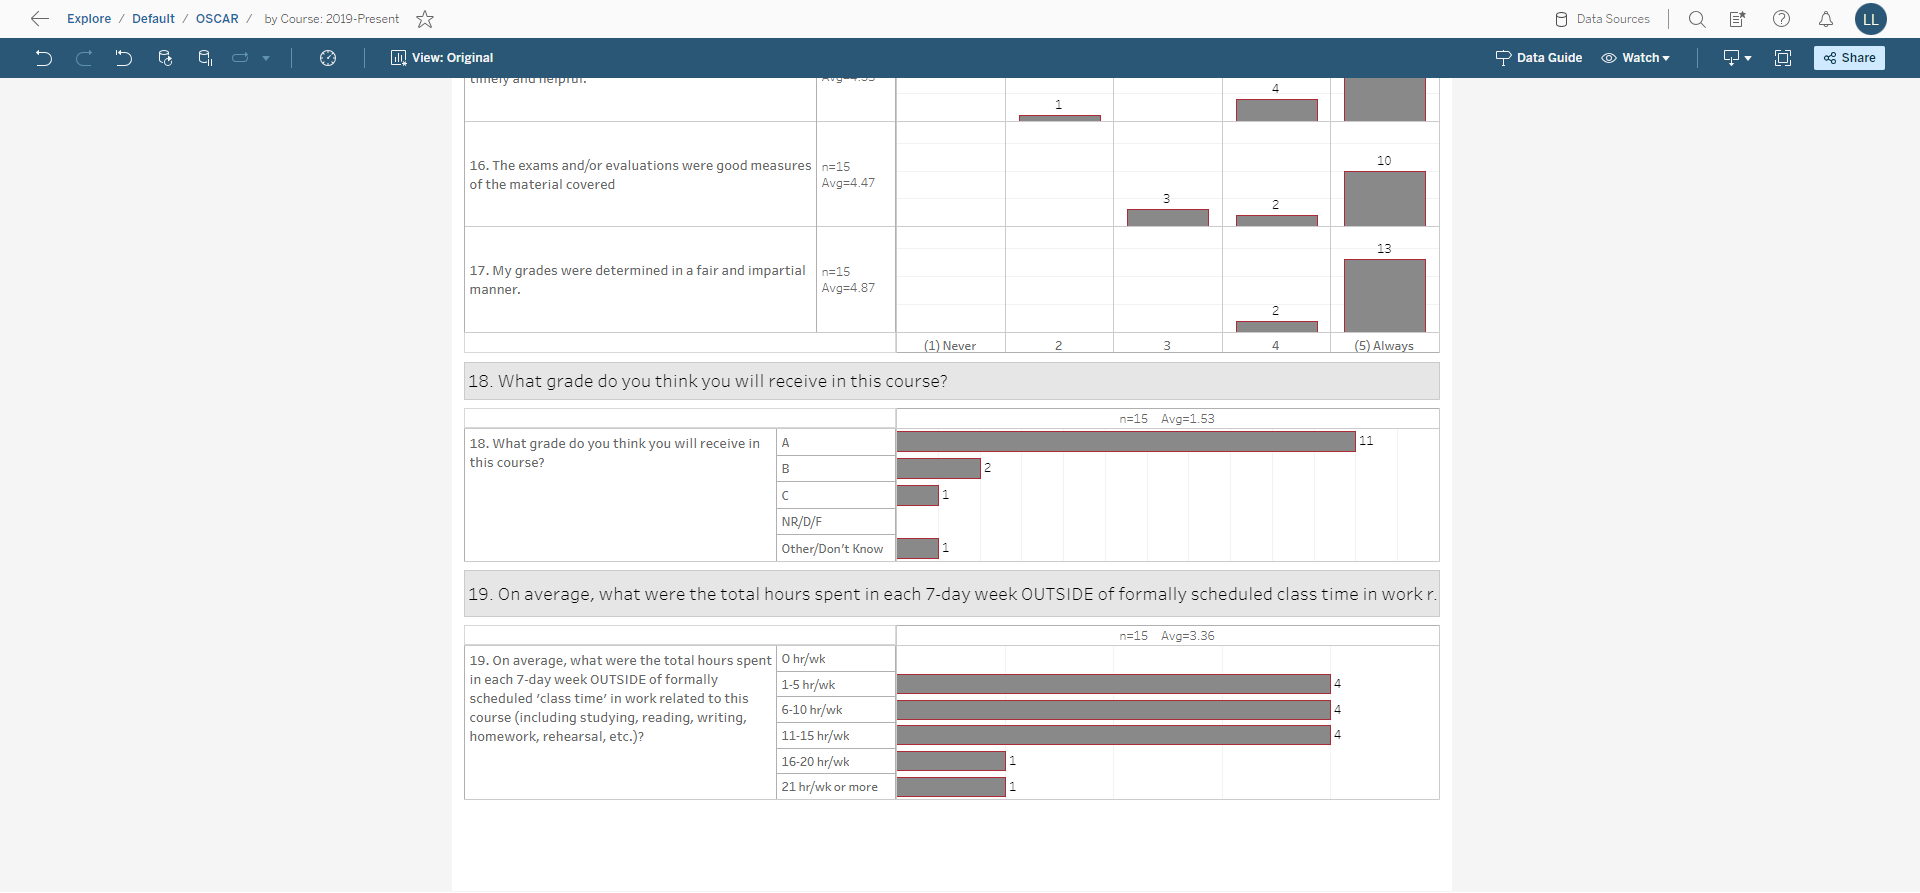 Explore / Default / OSCAR / by Course: 2019-Present
Data Sources
LL
View: Original
Data Guide
Watch
Share
timely and helpful.
1
4
16. The exams and/or evaluations were good measures
of the material covered
n=15
Avg=4.47
3
2
10
17. My grades were determined in a fair and impartial
manner.
n=15
Avg=4.87
2
13
(1) Never 2 3 4 (5) Always
18. What grade do you think you will receive in this course?
n=15 Avg=1.53
18. What grade do you think you will receive in
this course?
A 11
B 2
C 1
NR/D/F
Other/Don't Know 1
19. On average, what were the total hours spent in each 7-day week OUTSIDE of formally scheduled class time in work r.
n=15 Avg=3.36
19. On average, what were the total hours spent
in each 7-day week OUTSIDE of formally
scheduled ‘class time’ in work related to this
course (including studying, reading, writing,
homework, rehearsal, etc.)?
0 hr/wk
1-5 hr/wk 4
6-10 hr/wk 4
11-15 hr/wk 4
16-20 hr/wk 1
21 hr/wk or more 1